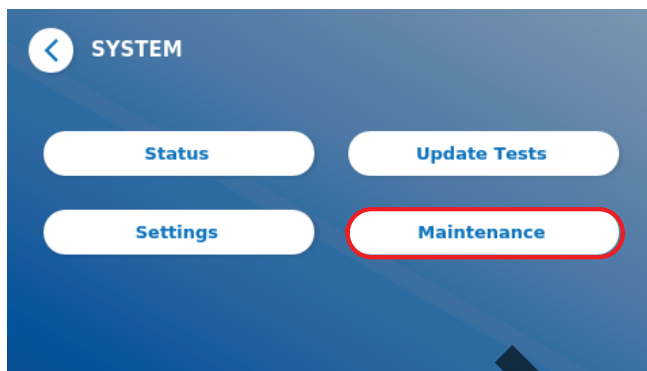 SYSTEM
Status
Update Tests
Settings
Maintenance